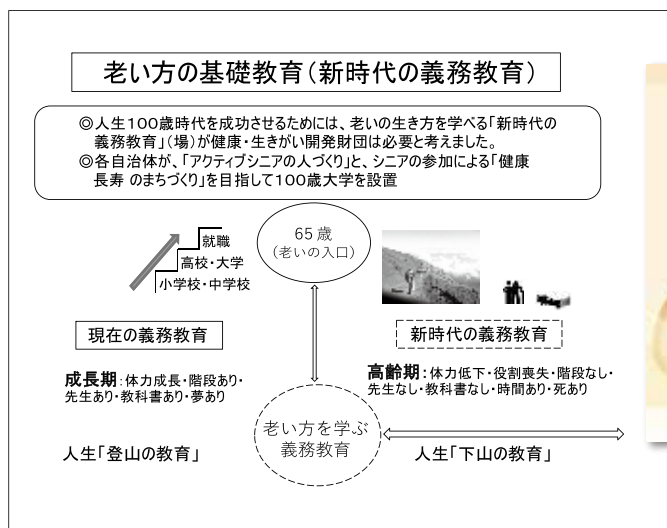 老い方の基礎教育(新時代の義務教育)
◎人生100歳時代を成功させるためには、老いの生き方を学べる「新時代の
義務教育」(場)が健康・生きがい開発財団は必要と考えました。
◎各自治体が、「アクティブシニアの人づくり」と、シニアの参加による「健康
長寿 のまちづくり」を目指して100歳大学を設置
就職
高校・大学
小学校・中学校
65歳
(老いの入口)
現在の義務教育
新時代の義務教育
成長期:体力成長・階段あり・
先生あり・教科書あり・夢あり
高齢期:体力低下・役割喪失・階段なし・
先生なし・教科書なし・時間あり・死あり
老い方を学ぶ
義務教育
人生「登山の教育」
人生「下山の教育」